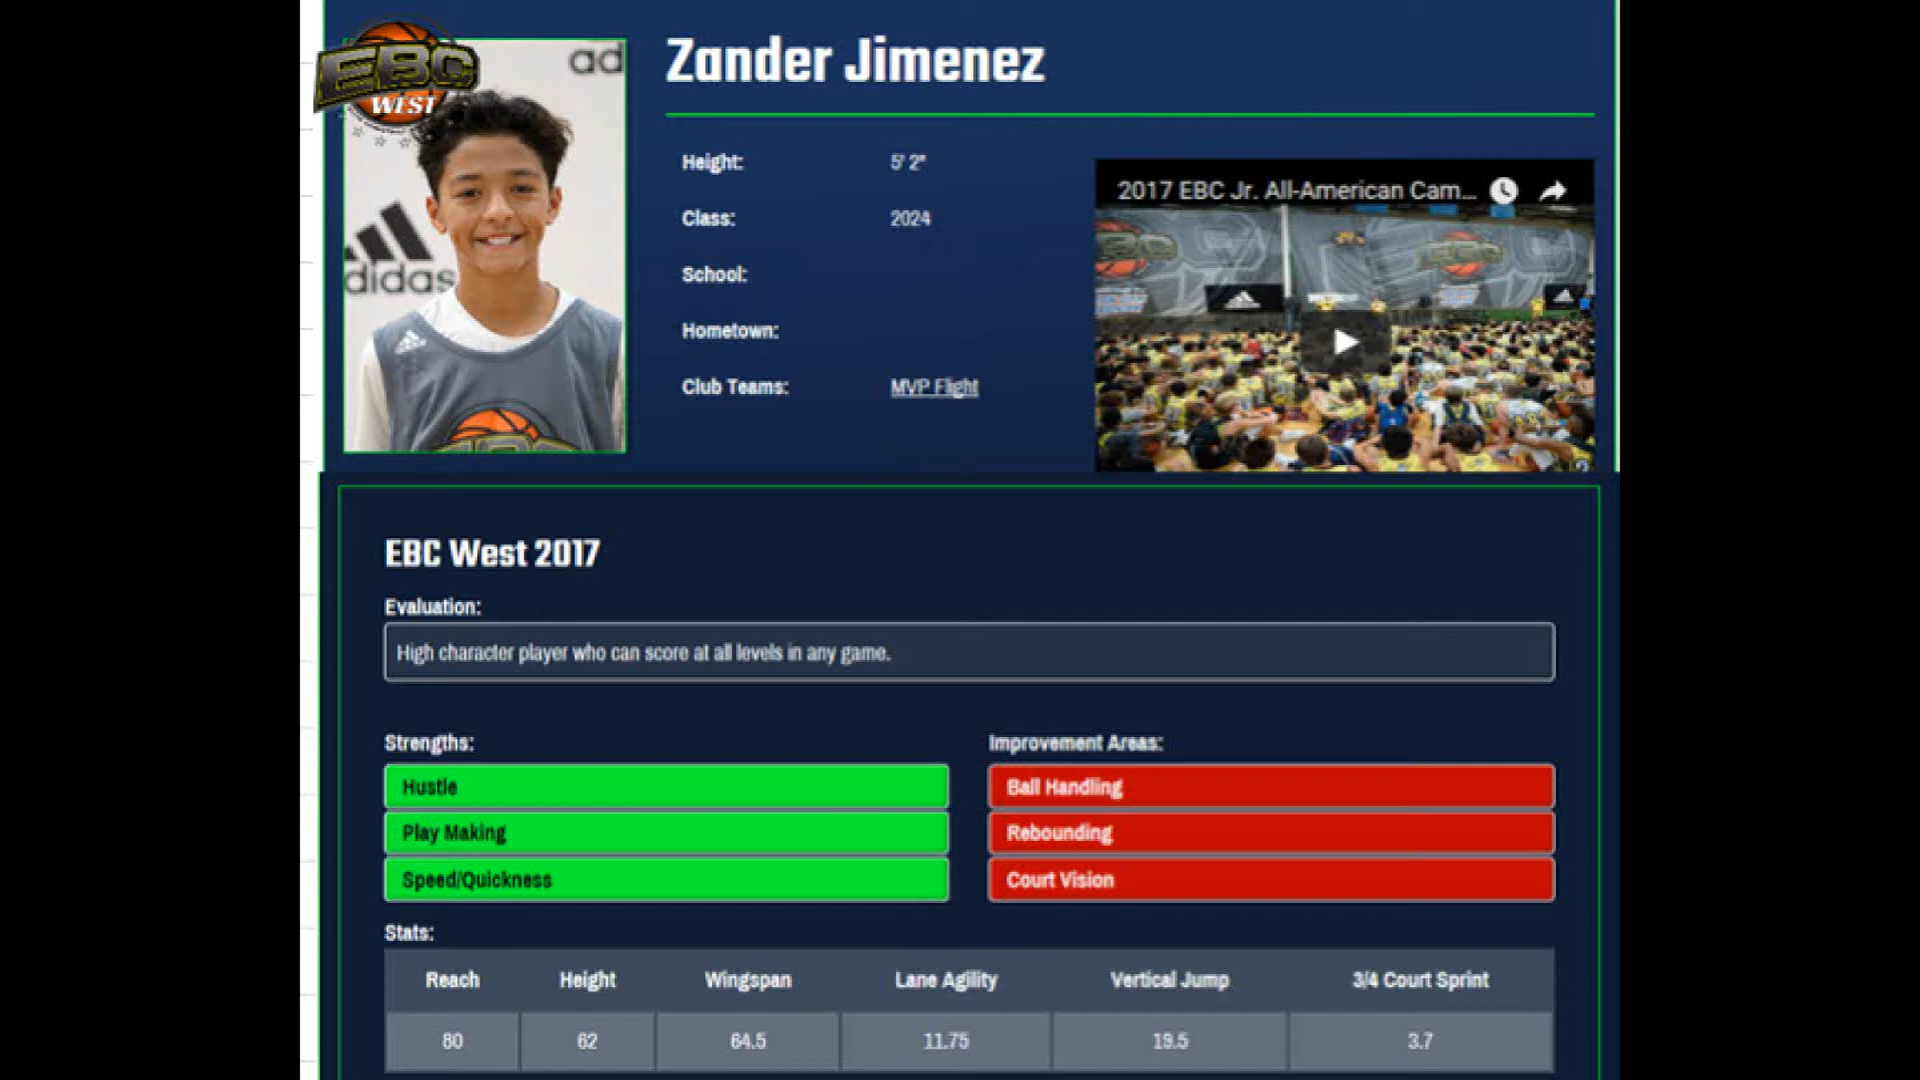 EBC
WEST
ad
adidas
Zander Jimenez
Height: 5' 2"
Class: 2024
School:
Hometown:
Club Teams: MVP Flight
2017 EBC Jr. All-American Cam...
EBC West 2017
Evaluation:
High character player who can score at all levels in any game.
Strengths:
Hustle
Play Making
Speed/Quickness
Improvement Areas:
Ball Handling
Rebounding
Court Vision
Stats:
Reach Height Wingspan Lane Agility Vertical Jump 3/4 Court Sprint
80 62 64.5 11.75 19.5 3.7